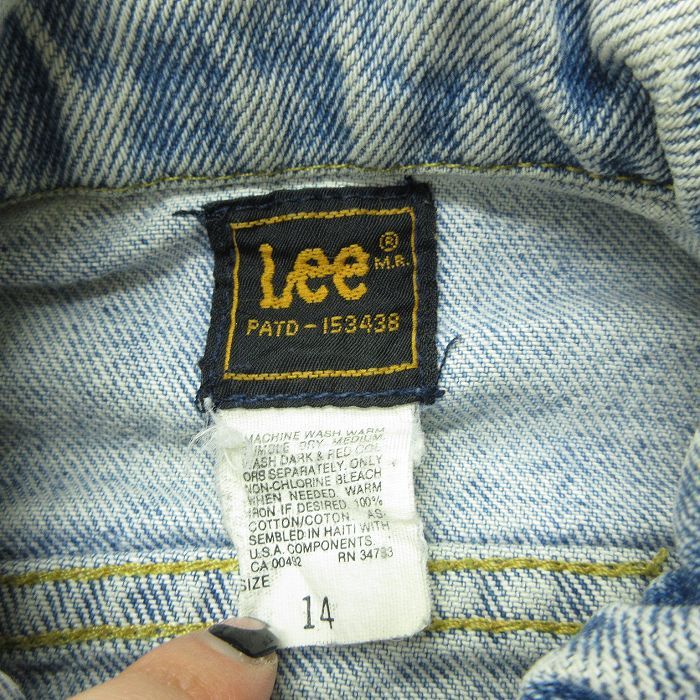 Lee ®
M.R.
PATD-153438
MACHINE WASH WARM
DRY MEDIUM.
WASH DARK & RED COL
ORS SEPARATELY. ONLY
NON-CHLORINE BLEACH
WHEN NEEDED. WARM
IRON IF DESIRED. 100%
COTTON/COTON AS-
SEMBLED IN HAITI WITH
U.S.A. COMPONENTS.
CA 00492 RN 34793
SIZE
14